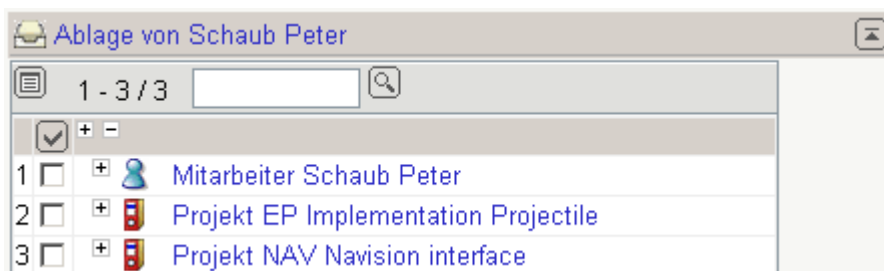 Ablage von Schaub Peter
1 - 3 / 3
1 Mitarbeiter Schaub Peter
2 Projekt EP Implementation Projectile
3 Projekt NAV Navision interface